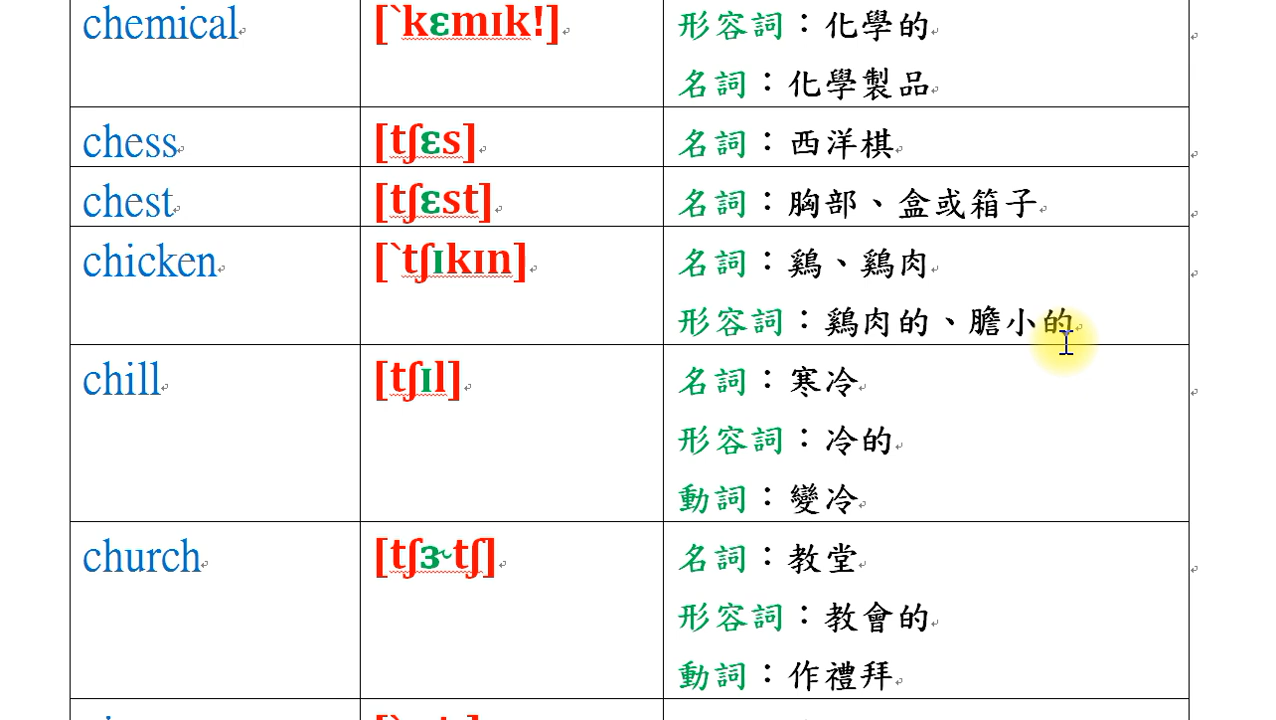 chemical [ˋkɛmɪk!] 形容詞：化學的
名詞：化學製品
chess [tʃɛs] 名詞：西洋棋
chest [tʃɛst] 名詞：胸部、盒或箱子
chicken [ˋtʃɪkɪn] 名詞：鷄、鷄肉
形容詞：鷄肉的、膽小的
chill [tʃɪl] 名詞：寒冷
形容詞：冷的
動詞：變冷
church [tʃɝtʃ] 名詞：教堂
形容詞：教會的
動詞：作禮拜